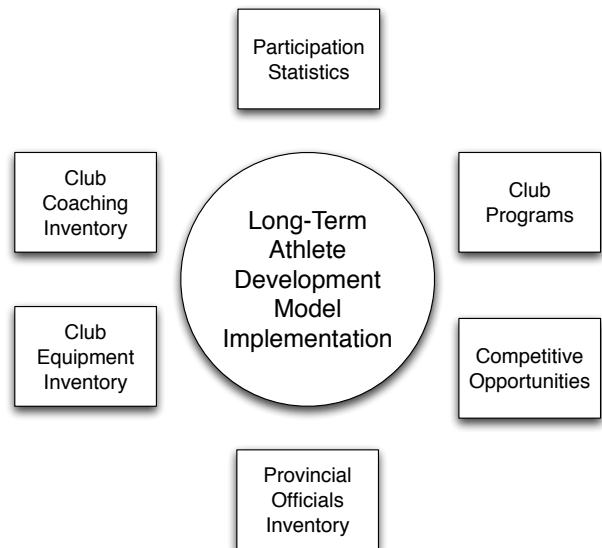 Participation
Statistics
Club
Coaching
Inventory
Long-Term
Athlete
Development
Model
Implementation
Club
Programs
Club
Equipment
Inventory
Competitive
Opportunities
Provincial
Officials
Inventory